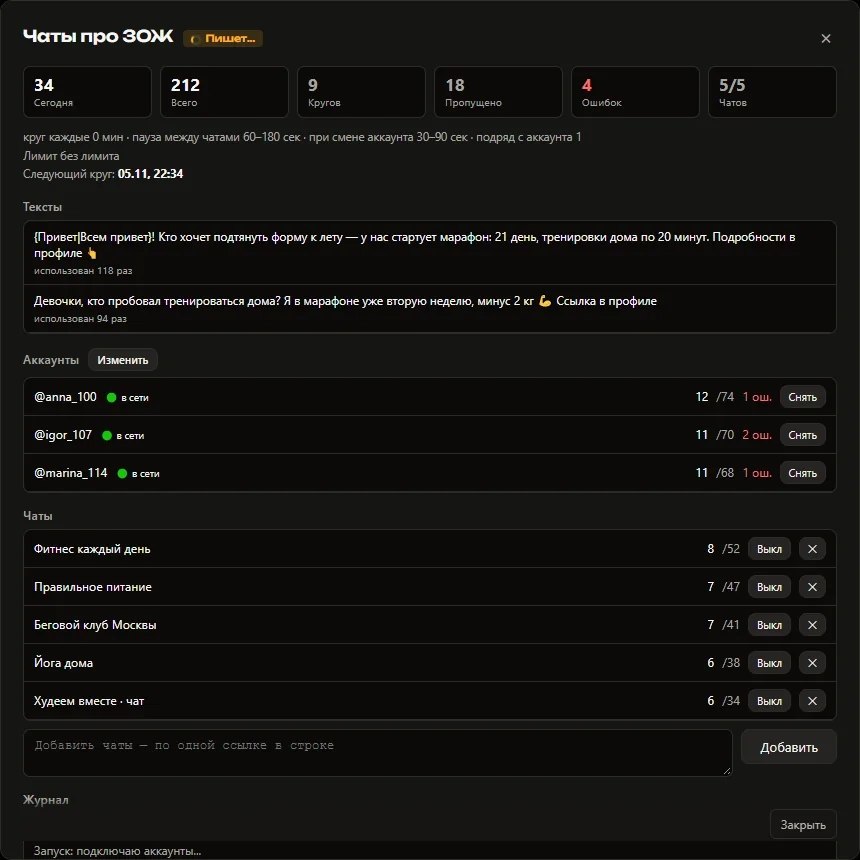 Чаты про ЗОЖ
Пишет...
34
Сегодня
212
Всего
9
Кругов
18
Пропущено
4
Ошибок
5/5
Чатов
круг каждые 0 мин · пауза между чатами 60–180 сек · при смене аккаунта 30–90 сек · подряд с аккаунта 1
Лимит без лимита
Следующий круг: 05.11, 22:34
Тексты
{Привет|Всем привет}! Кто хочет подтянуть форму к лету — у нас стартует марафон: 21 день, тренировки дома по 20 минут. Подробности в
профиле 👆
использован 118 раз
Девочки, кто пробовал тренироваться дома? Я в марафоне уже вторую неделю, минус 2 кг 💪 Ссылка в профиле
использован 94 раз
Аккаунты Изменить
@anna_100 в сети 12 /74 1 ош. Снять
@igor_107 в сети 11 /70 2 ош. Снять
@marina_114 в сети 11 /68 1 ош. Снять
Чаты
Фитнес каждый день 8 /52 Выкл ✕
Правильное питание 7 /47 Выкл ✕
Беговой клуб Москвы 7 /41 Выкл ✕
Йога дома 6 /38 Выкл ✕
Худеем вместе · чат 6 /34 Выкл ✕
Добавить чаты — по одной ссылке в строке
Добавить
Журнал
Закрыть
Запуск: подключаю аккаунты...